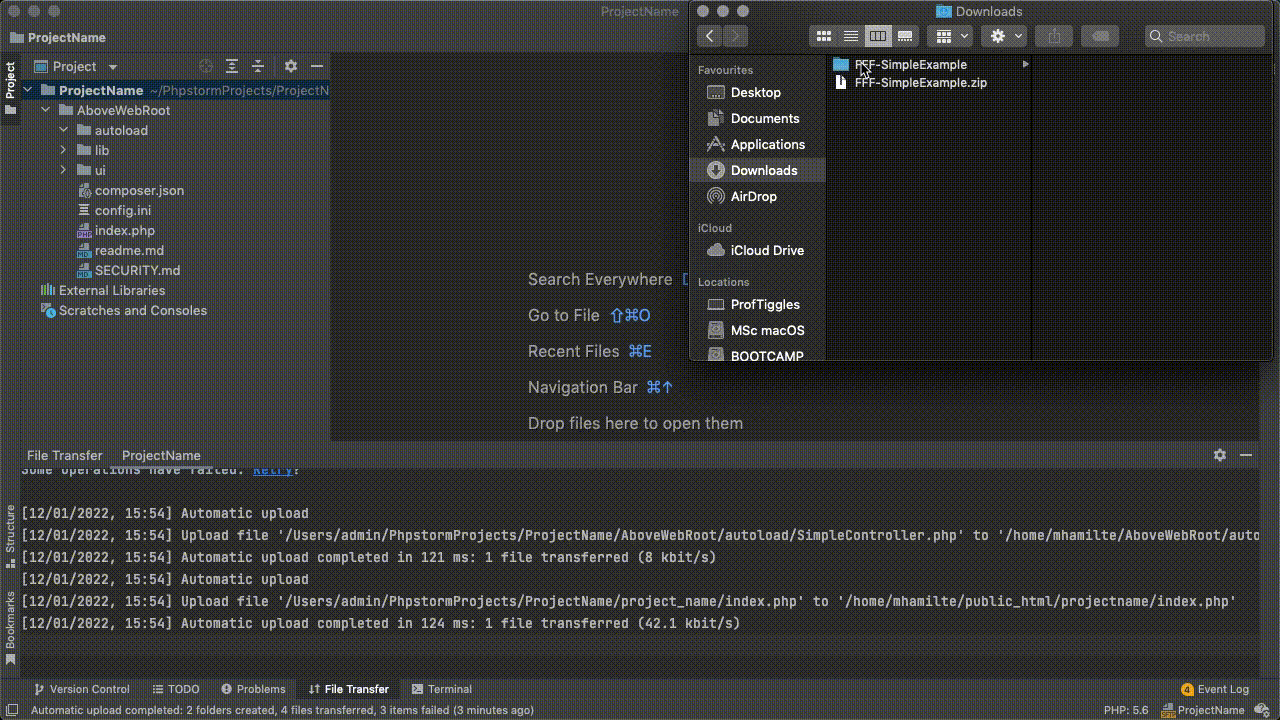 ProjectName
ProjectName
Project
Project
ProjectName ~/PhpstormProjects/ProjectN
AboveWebRoot
autoload
lib
ui
composer.json
config.ini
index.php
readme.md
SECURITY.md
External Libraries
Scratches and Consoles
Search Everywhere
Go to File ⇧⌘O
Recent Files ⌘E
Navigation Bar ⌘↑
Drop files here to open them
Downloads
Search
Favourites
Desktop
Documents
Applications
Downloads
AirDrop
iCloud
iCloud Drive
Locations
ProfTiggles
MSc macOS
BOOTCAMP
FFF-SimpleExample
FFF-SimpleExample.zip
File Transfer ProjectName
Some operations have failed. Retry?
[12/01/2022, 15:54] Automatic upload
[12/01/2022, 15:54] Upload file '/Users/admin/PhpstormProjects/ProjectName/AboveWebRoot/autoload/SimpleController.php' to '/home/mhamilte/AboveWebRoot/auto
[12/01/2022, 15:54] Automatic upload completed in 121 ms: 1 file transferred (8 kbit/s)
[12/01/2022, 15:54] Automatic upload
[12/01/2022, 15:54] Upload file '/Users/admin/PhpstormProjects/ProjectName/project_name/index.php' to '/home/mhamilte/public_html/projectname/index.php'
[12/01/2022, 15:54] Automatic upload completed in 124 ms: 1 file transferred (42.1 kbit/s)
Structure
Bookmarks
Version Control TODO Problems File Transfer Terminal 4 Event Log
Automatic upload completed: 2 folders created, 4 files transferred, 3 items failed (3 minutes ago) PHP: 5.6 ProjectName